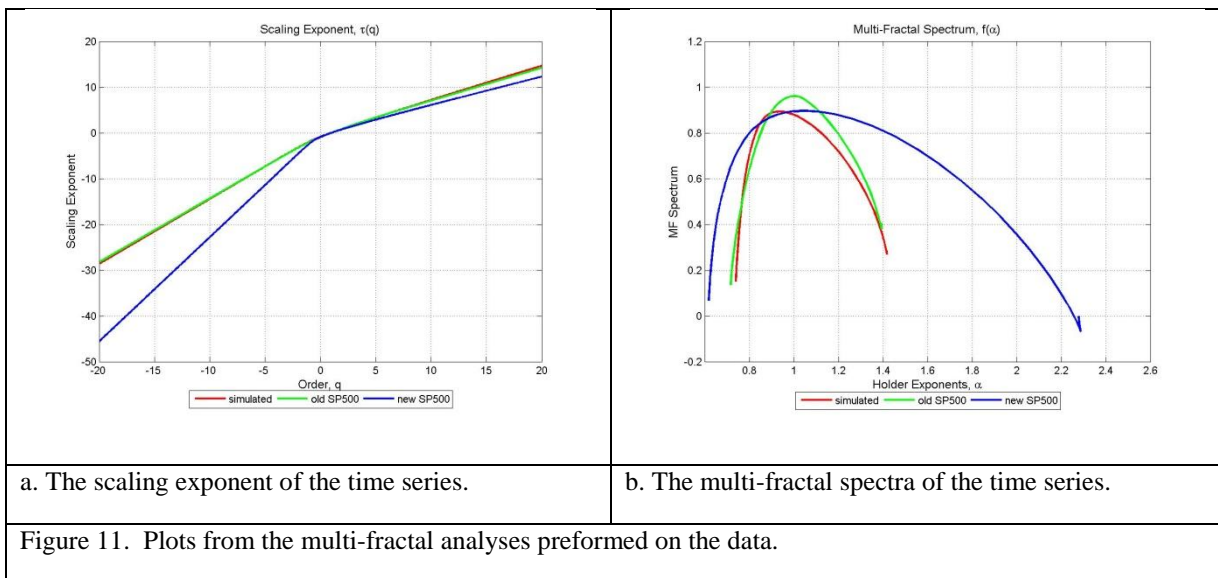 Scaling Exponent, τ(q)
20
10
0
-10
-20
-30
-40
-50
Scaling Exponent
-20 -15 -10 -5 0 5 10 15 20
Order, q
simulated old SP500 new SP500
Multi-Fractal Spectrum, f(α)
1.2
1
0.8
0.6
0.4
0.2
0
-0.2
MF Spectrum
0.8 1 1.2 1.4 1.6 1.8 2 2.2 2.4 2.6
Holder Exponents, α
simulated old SP500 new SP500
a. The scaling exponent of the time series.
b. The multi-fractal spectra of the time series.
Figure 11. Plots from the multi-fractal analyses preformed on the data.